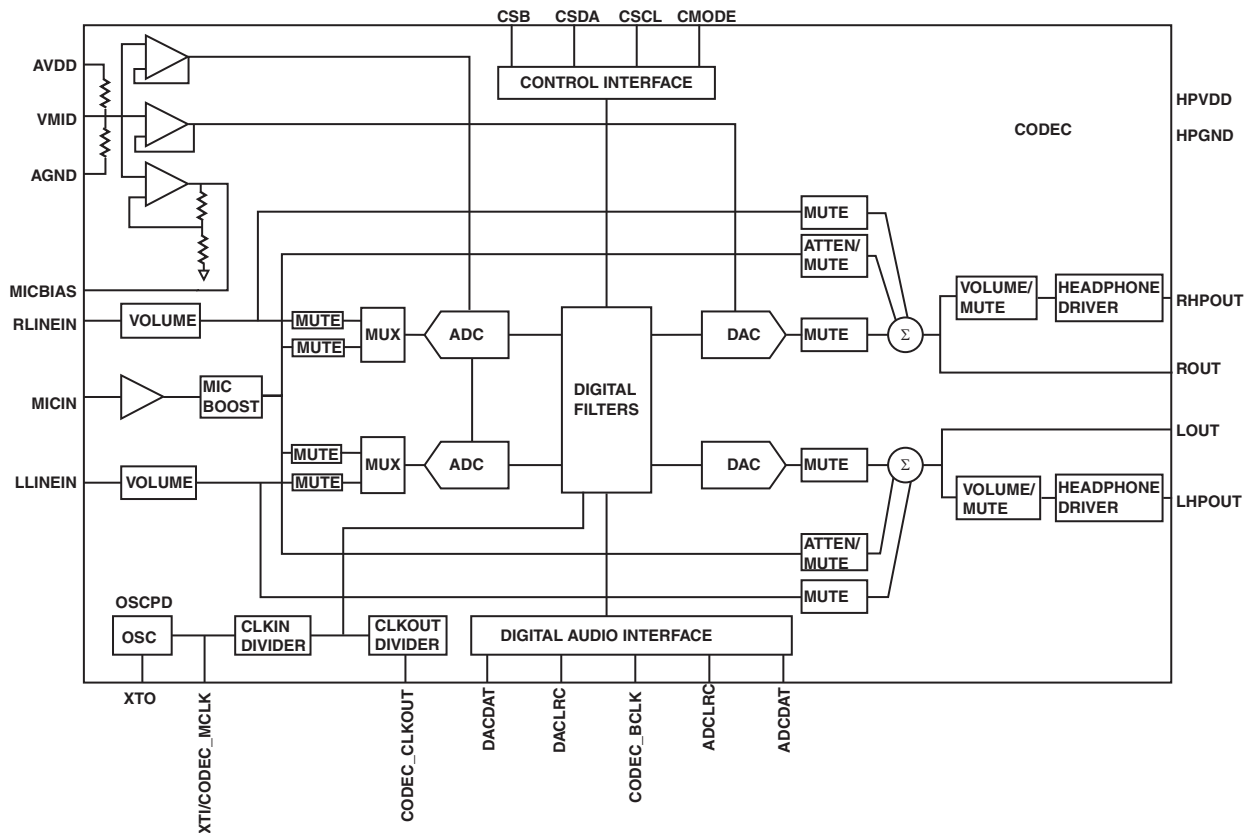 CSB CSDA CSCL CMODE
CONTROL INTERFACE
AVDD
VMID
AGND
HPVDD
HPGND
CODEC
MUTE
ATTEN/
MUTE
MICBIAS
RLINEIN
VOLUME
MUTE
MUTE
MUX
ADC
DAC
MUTE
Σ
VOLUME/
MUTE
HEADPHONE
DRIVER
RHPOUT
ROUT
MICIN
MIC
BOOST
DIGITAL
FILTERS
LOUT
LLINEIN
VOLUME
MUTE
MUTE
MUX
ADC
DAC
MUTE
Σ
VOLUME/
MUTE
HEADPHONE
DRIVER
LHPOUT
ATTEN/
MUTE
MUTE
OSCPD
OSC
CLKIN
DIVIDER
CLKOUT
DIVIDER
DIGITAL AUDIO INTERFACE
XTO
XTI/CODEC_MCLK
CODEC_CLKOUT
DACDAT
DACLRC
CODEC_BCLK
ADCLRC
ADCDAT